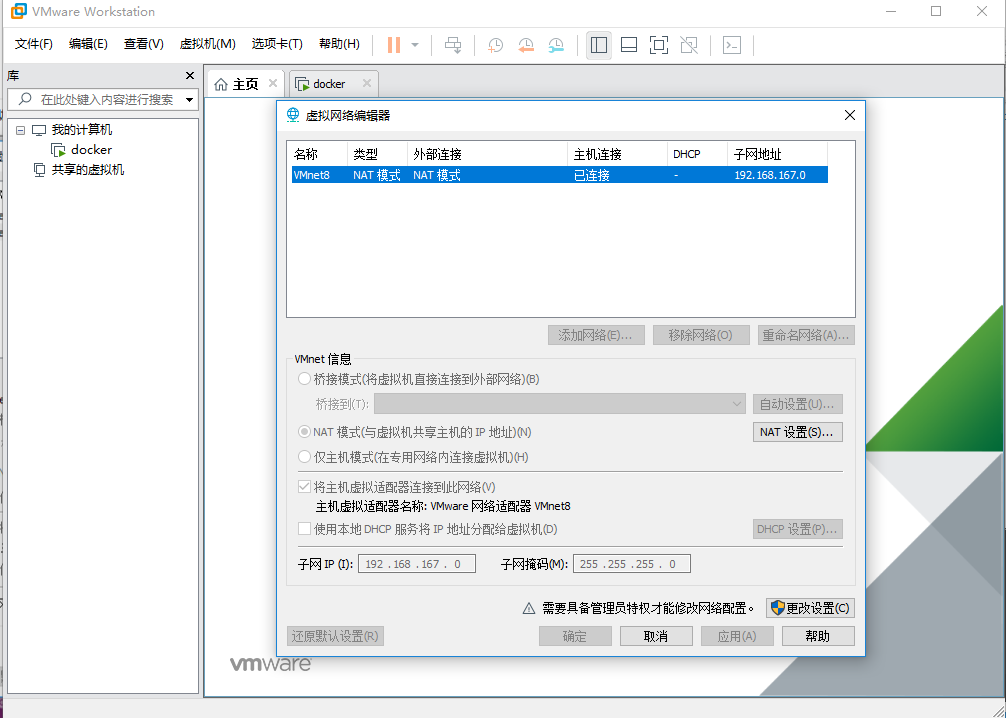 VMware Workstation
文件(F) 编辑(E) 查看(V) 虚拟机(M) 选项卡(T) 帮助(H)
库
在此处键入内容进行搜索
我的计算机
docker
共享的虚拟机
主页
docker
虚拟网络编辑器
名称 类型 外部连接 主机连接 DHCP 子网地址
VMnet8 NAT 模式 NAT 模式 已连接 - 192.168.167.0
添加网络(E)... 移除网络(O) 重命名网络(A)...
VMnet 信息
桥接模式(将虚拟机直接连接到外部网络)(B)
桥接到(T): 自动设置(U)...
NAT 模式(与虚拟机共享主机的 IP 地址)(N) NAT 设置(S)...
仅主机模式(在专用网络内连接虚拟机)(H)
将主机虚拟适配器连接到此网络(V)
主机虚拟适配器名称: VMware 网络适配器 VMnet8
使用本地 DHCP 服务将 IP 地址分配给虚拟机(D) DHCP 设置(P)...
子网 IP (I): 192 . 168 . 167 . 0 子网掩码(M): 255 . 255 . 255 . 0
需要具备管理员特权才能修改网络配置。 更改设置(C)
还原默认设置(R) 确定 取消 应用(A) 帮助
vmware